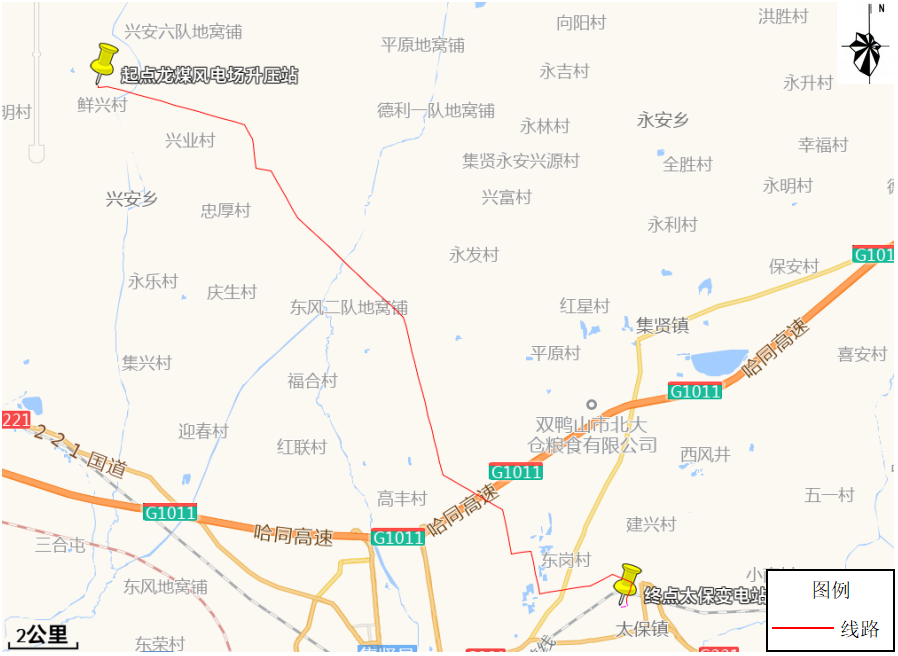 兴安六队地窝铺
向阳村
洪胜村
N
平原地窝铺
起点龙煤风电场升压站
永吉村
永升村
明村
鲜兴村
德利一队地窝铺
永安乡
永林村
兴业村
幸福村
集贤永安兴源村
全胜村
永明村
兴安乡
兴富村
忠厚村
永利村
永发村
G101
保安村
永乐村
庆生村
东风二队地窝铺
红星村
集贤镇
哈同高速
平原村
喜安村
集兴村
福合村
G1011
221
221国道
双鸭山市北大
仓粮食有限公司
迎春村
红联村
西风井
G1011
高丰村
哈同高速
五一村
G1011
建兴村
哈同高速
G1011
三合屯
东岗村
东风地窝铺
终点太保变电站
图例
线路
太保镇
2公里
东荣村